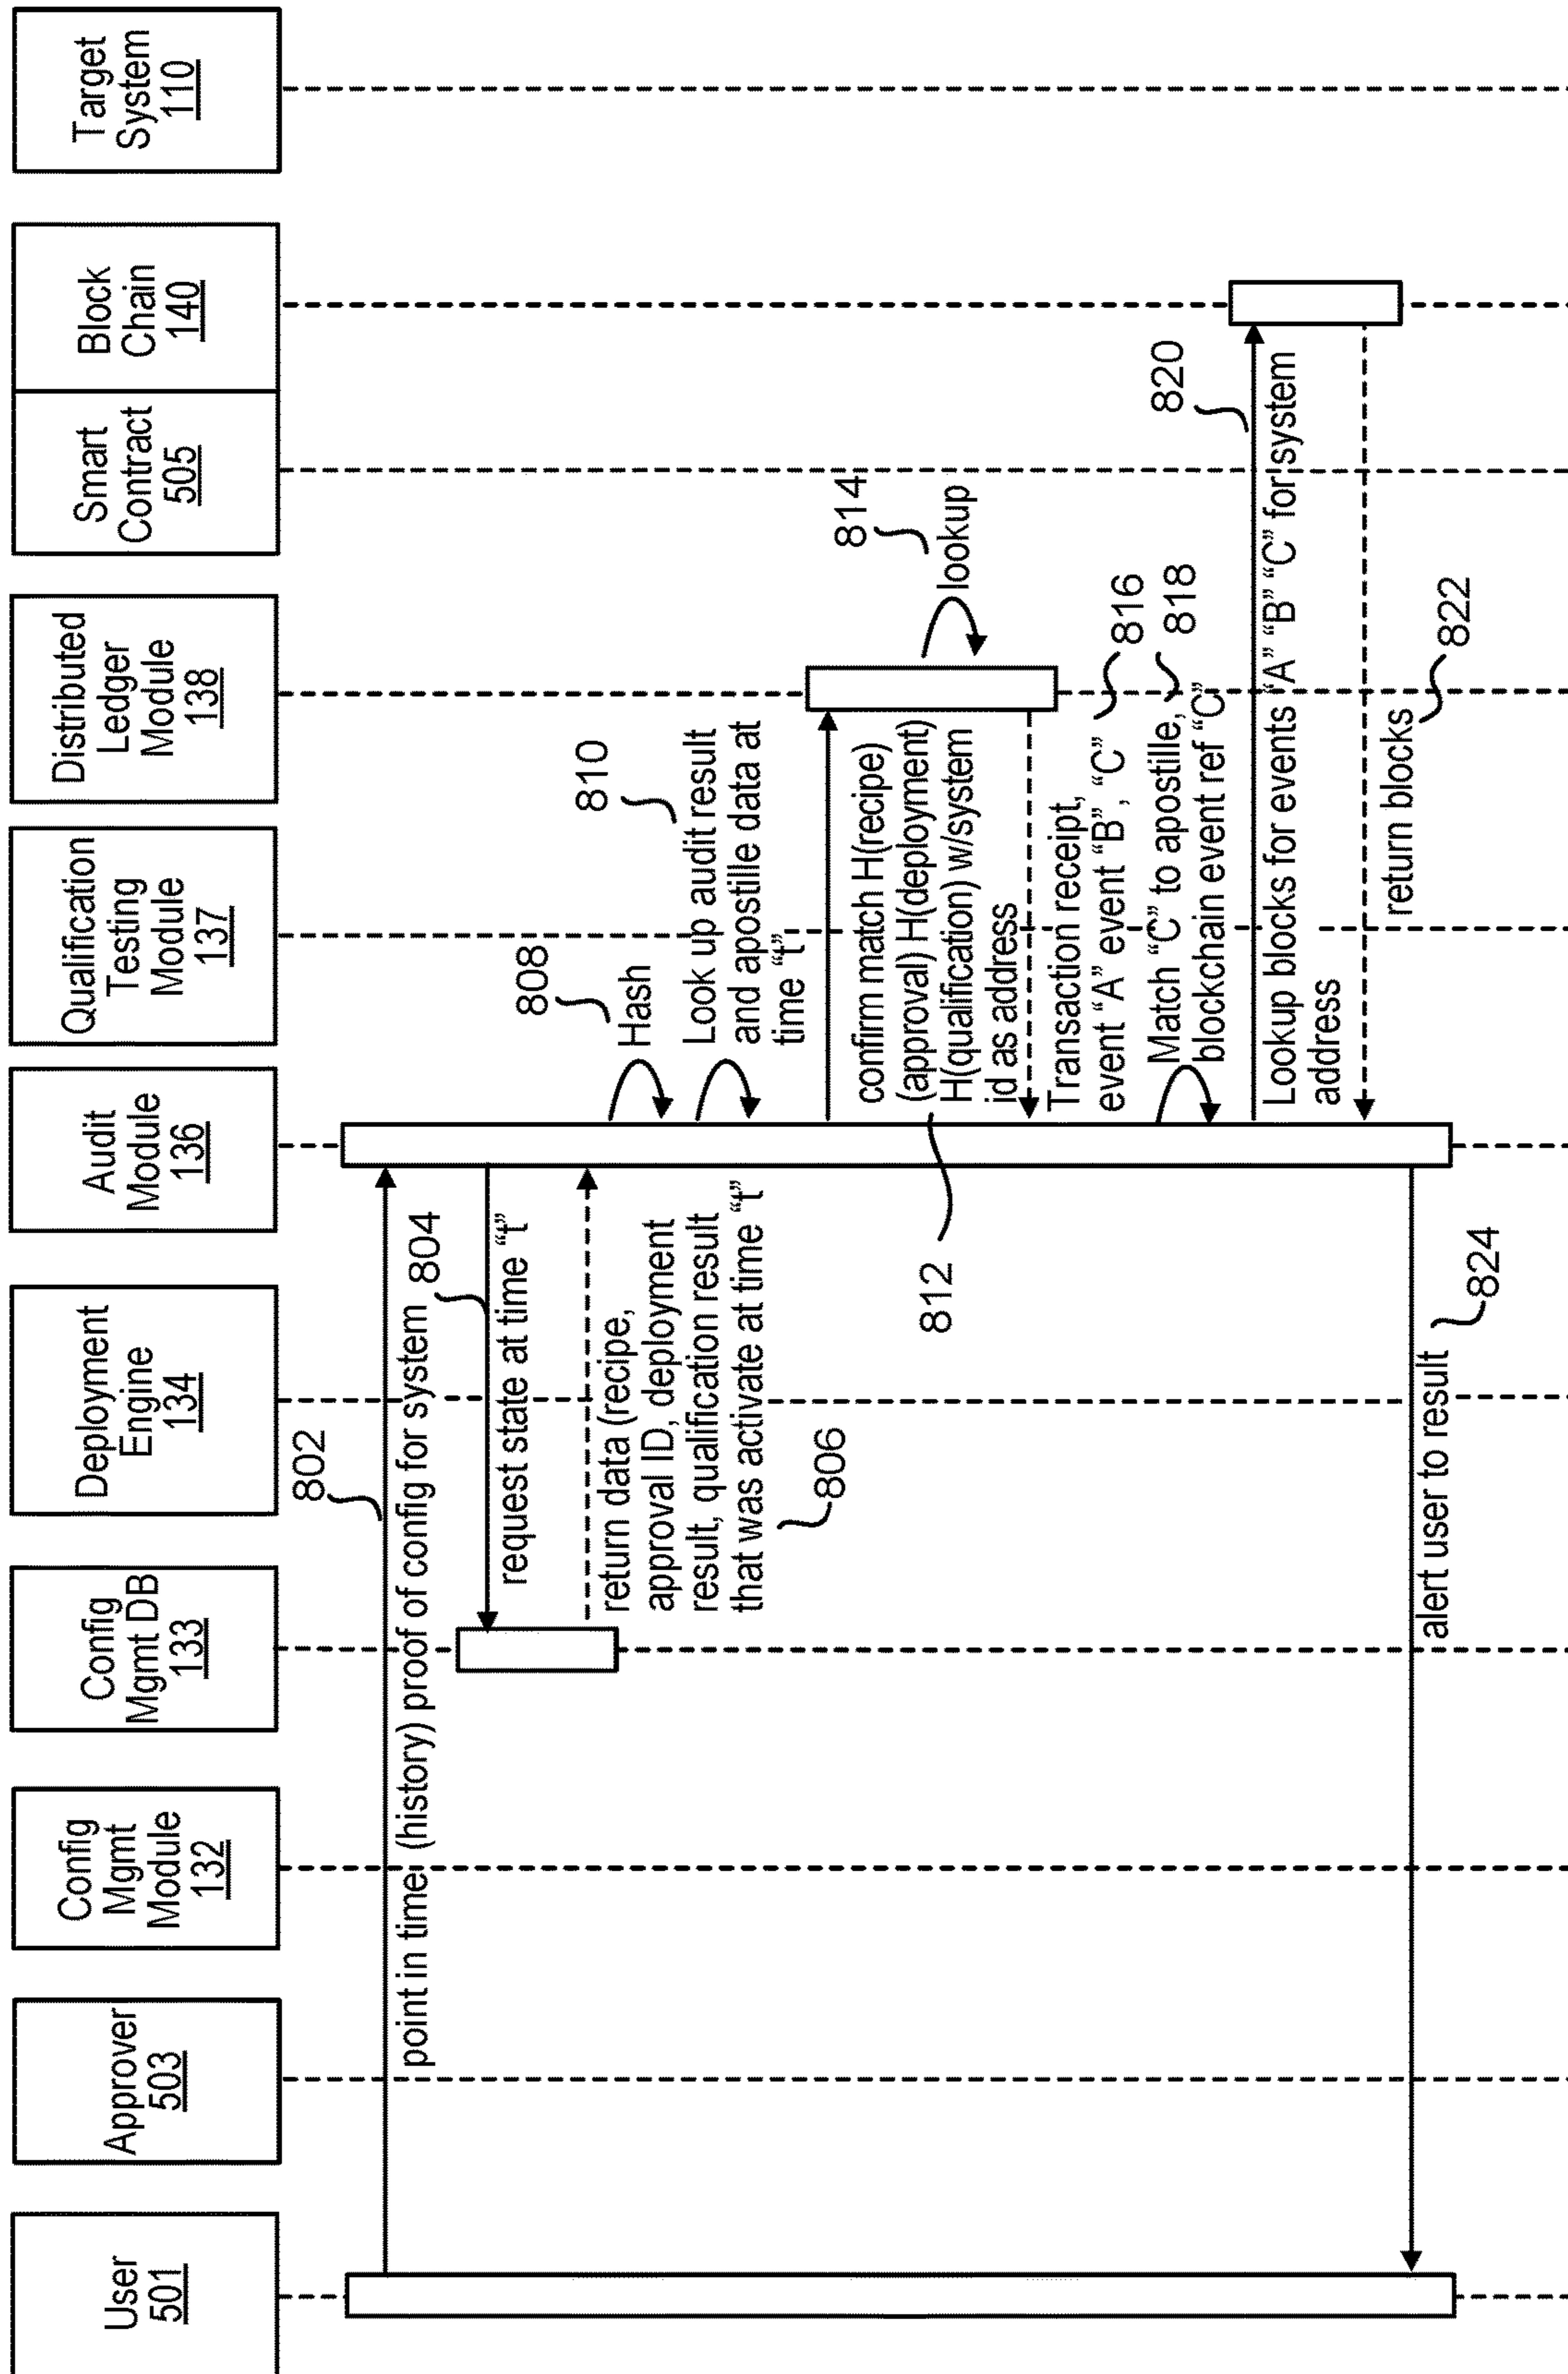 User
501
Approver
503
Config
Mgmt
Module
132
Config
Mgmt DB
133
Deployment
Engine
134
Audit
Module
136
Qualification
Testing
Module
137
Distributed
Ledger
Module
138
Smart
Contract
505
Block
Chain
140
Target
System
110
802
point in time (history) proof of config for system
804
request state at time “t”
return data (recipe,
approval ID, deployment
result, qualification result
that was activate at time “t”
806
808
Hash
810
Look up audit result
and apostille data at
time “t”
812
confirm match H(recipe)
(approval) H(deployment)
H(qualification) w/system
id as address
814
lookup
Transaction receipt,
event “A” event “B”, “C”
816
Match “C” to apostille,
blockchain event ref “C”
818
820
Lookup blocks for events “A” “B” “C” for system
address
return blocks
822
824
alert user to result